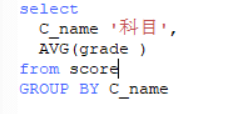 select
C_name '科目',
AVG(grade )
from score
GROUP BY C_name